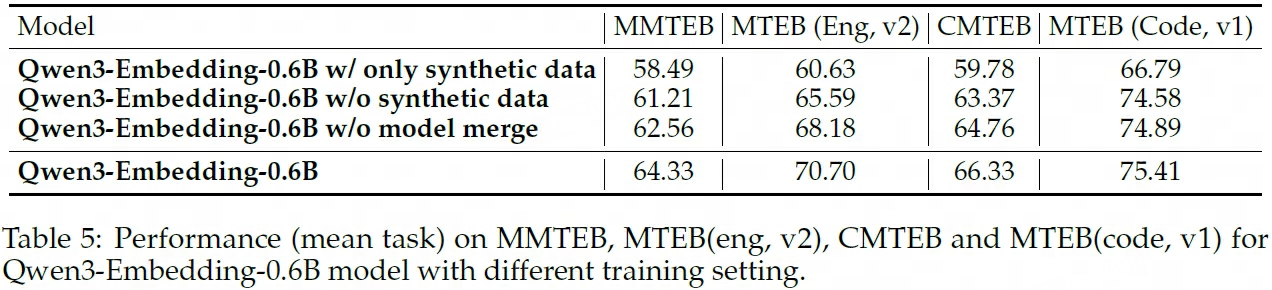 Model MMTEB MTEB (Eng, v2) CMTEB MTEB (Code, v1)
Qwen3-Embedding-0.6B w/ only synthetic data 58.49 60.63 59.78 66.79
Qwen3-Embedding-0.6B w/o synthetic data 61.21 65.59 63.37 74.58
Qwen3-Embedding-0.6B w/o model merge 62.56 68.18 64.76 74.89
Qwen3-Embedding-0.6B 64.33 70.70 66.33 75.41
Table 5: Performance (mean task) on MMTEB, MTEB(eng, v2), CMTEB and MTEB(code, v1) for
Qwen3-Embedding-0.6B model with different training setting.